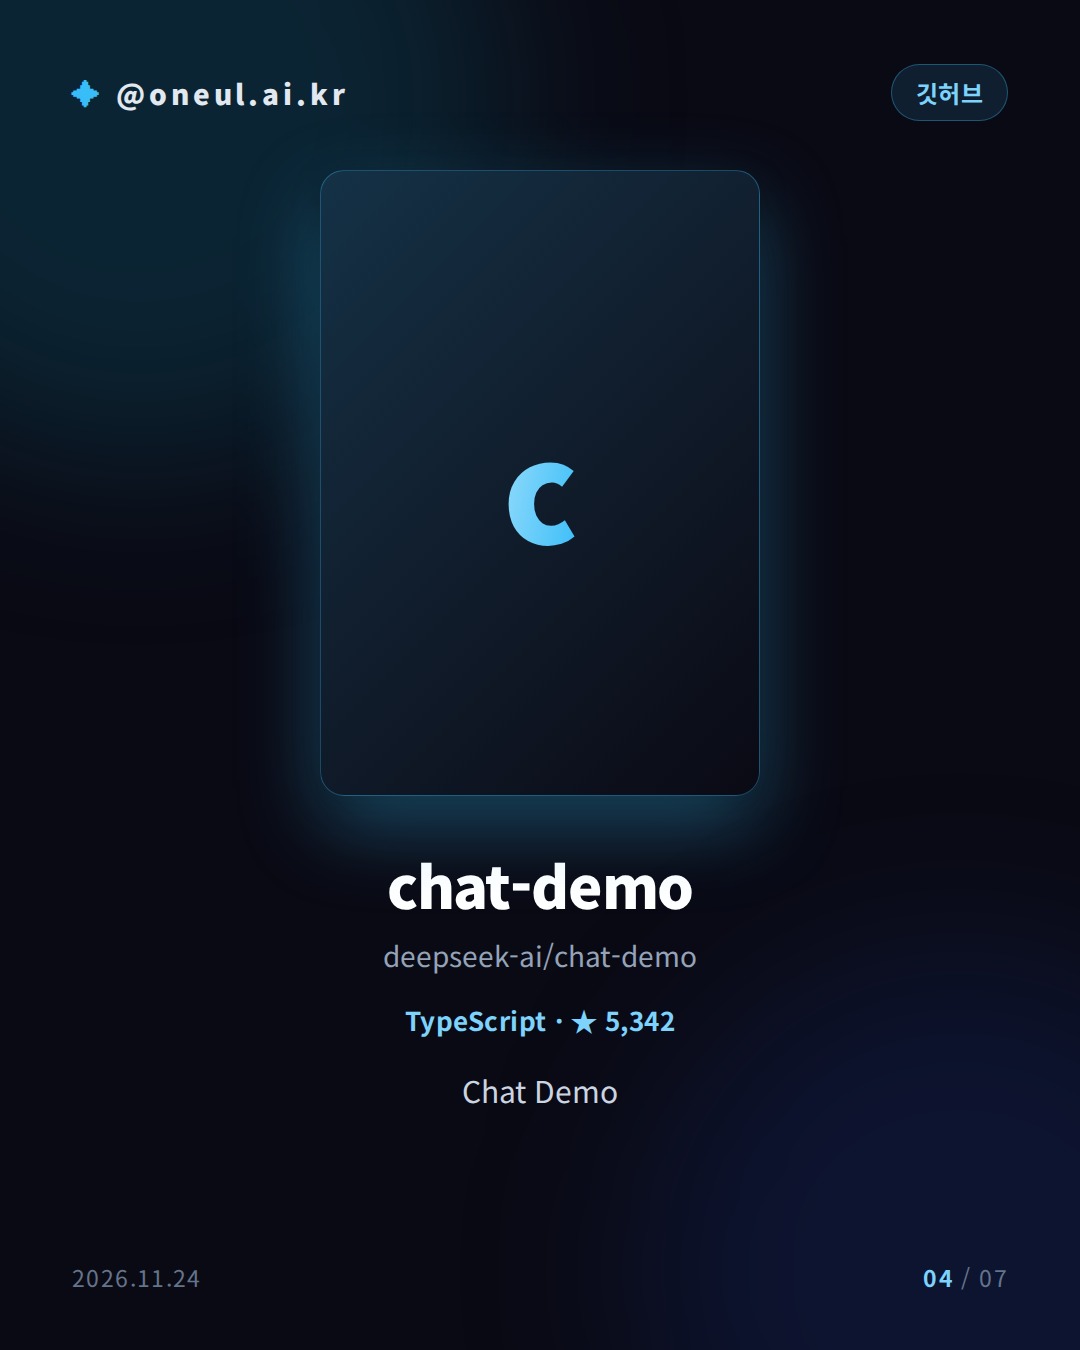 @oneul.ai.kr
깃허브
c
chat-demo
deepseek-ai/chat-demo
TypeScript · ★ 5,342
Chat Demo
2026.11.24
04 / 07